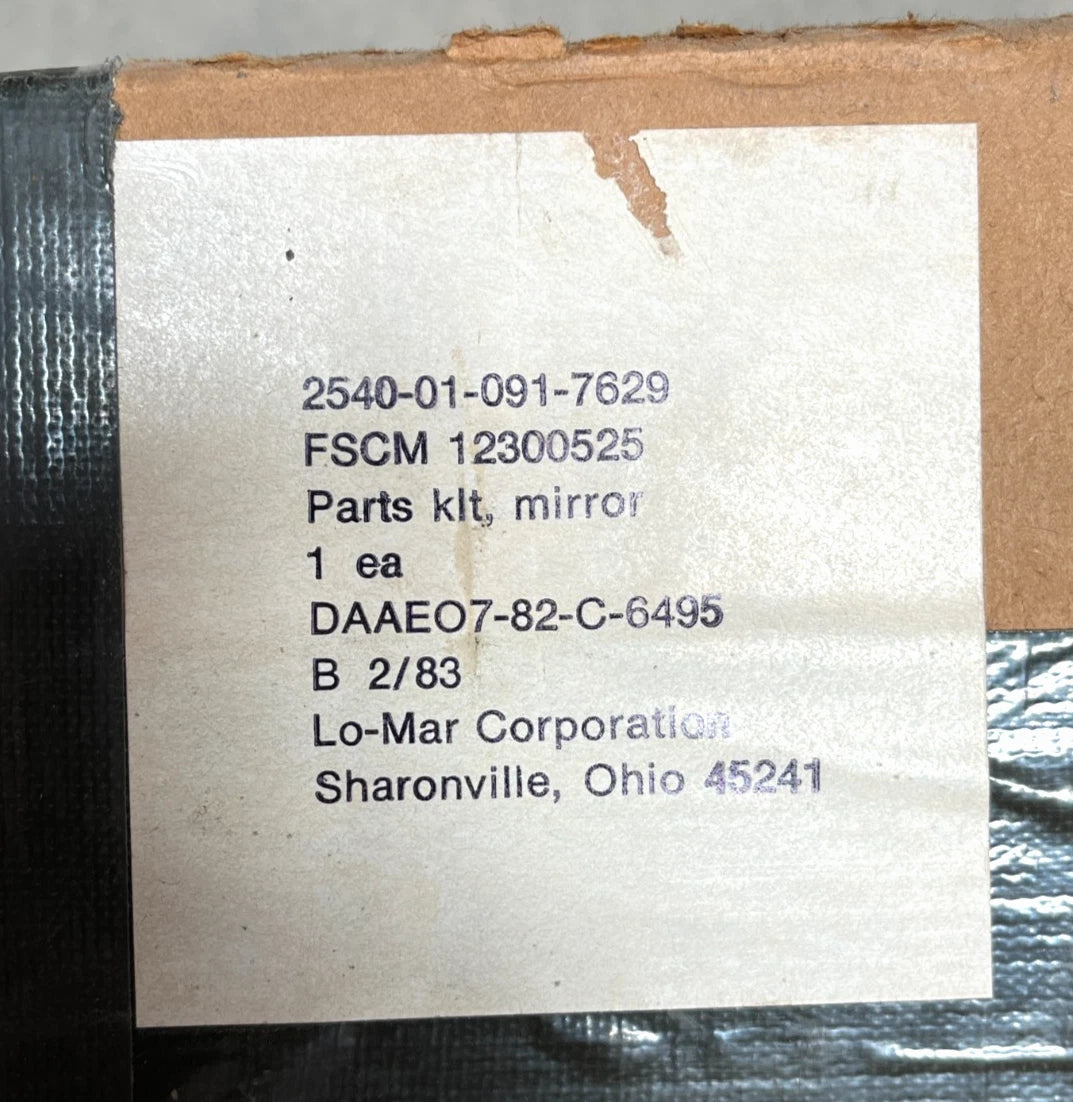 2540-01-091-7629
FSCM 12300525
Parts kIt, mirror
1 ea
DAAEO7-82-C-6495
B 2/83
Lo-Mar Corporation
Sharonville, Ohio 45241